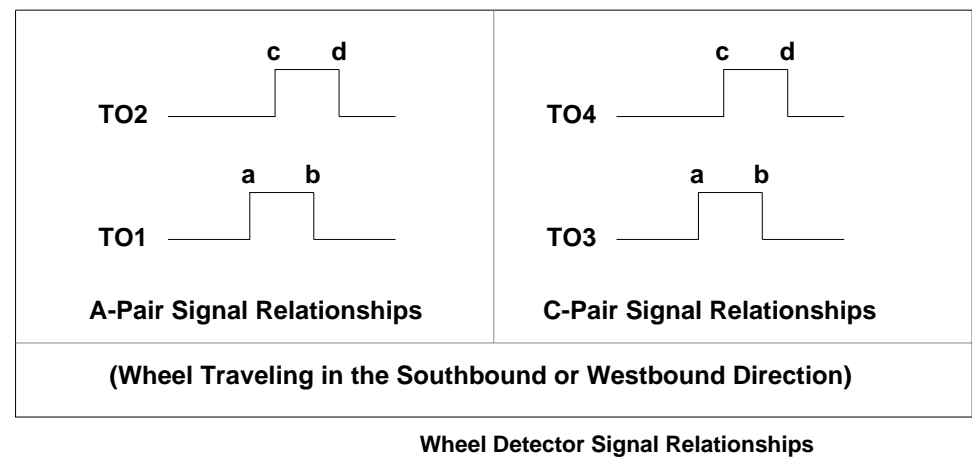 c d
TO2
a b
TO1
A-Pair Signal Relationships
c d
TO4
a b
TO3
C-Pair Signal Relationships
(Wheel Traveling in the Southbound or Westbound Direction)
Wheel Detector Signal Relationships